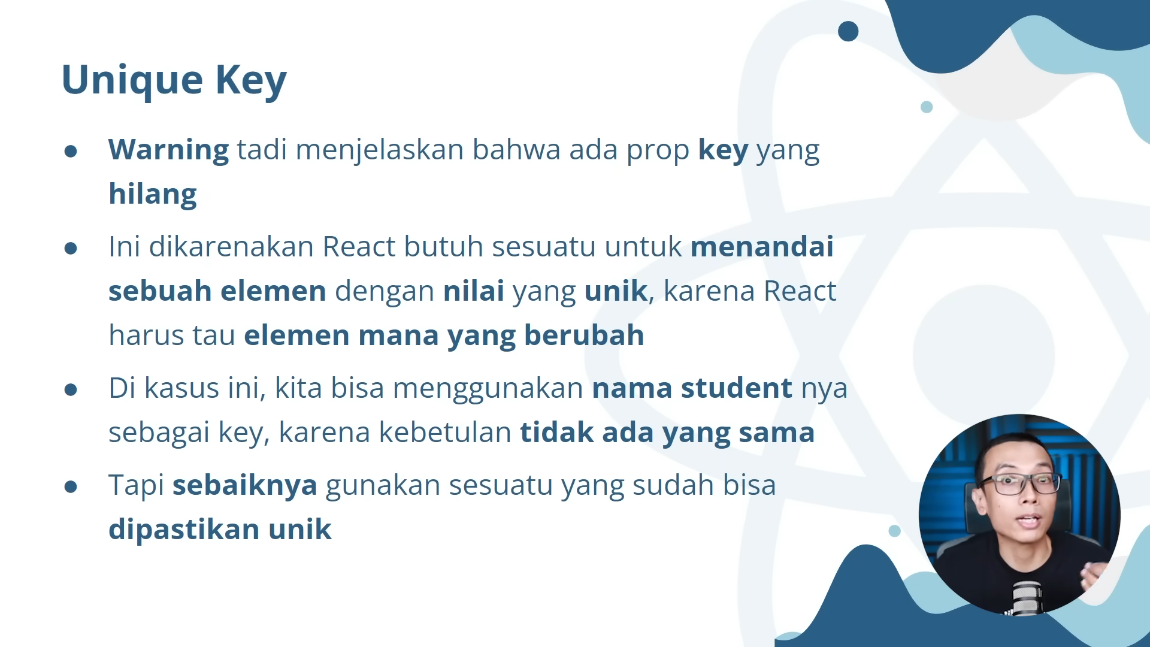 Unique Key
● Warning tadi menjelaskan bahwa ada prop key yang
hilang
● Ini dikarenakan React butuh sesuatu untuk menandai
sebuah elemen dengan nilai yang unik, karena React
harus tau elemen mana yang berubah
● Di kasus ini, kita bisa menggunakan nama student nya
sebagai key, karena kebetulan tidak ada yang sama
● Tapi sebaiknya gunakan sesuatu yang sudah bisa
dipastikan unik